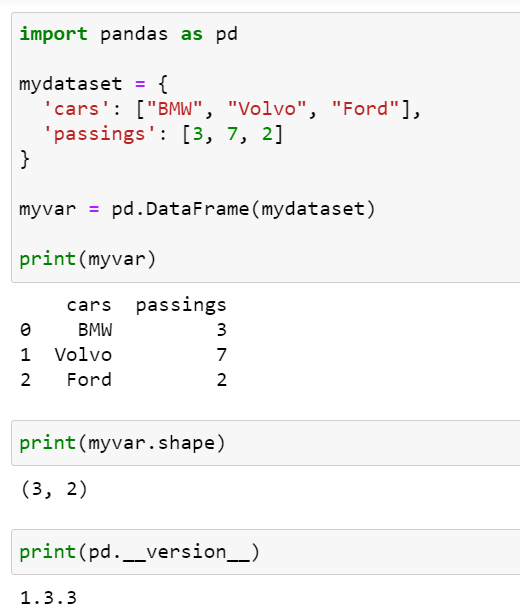 import pandas as pd
mydataset = {
  'cars': ["BMW", "Volvo", "Ford"],
  'passings': [3, 7, 2]
}
myvar = pd.DataFrame(mydataset)
print(myvar)
    cars  passings
0    BMW         3
1  Volvo         7
2   Ford         2
print(myvar.shape)
(3, 2)
print(pd.__version__)
1.3.3